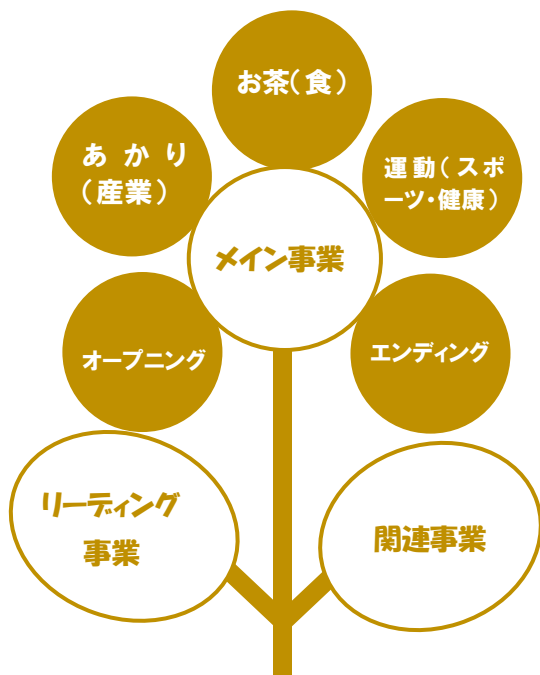 お茶(食)
あかり
(産業)
運動(スポ
ーツ・健康)
メイン事業
オープニング
エンディング
リーディング
事業
関連事業